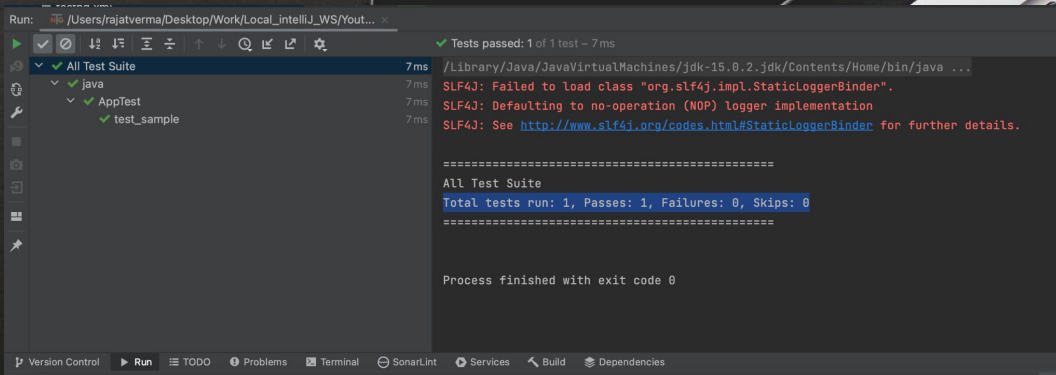 Run: /Users/rajatverma/Desktop/Work/Local_intelliJ_WS/Yout...
Tests passed: 1 of 1 test – 7 ms
All Test Suite 7 ms
java 7 ms
AppTest 7 ms
test_sample 7 ms
/Library/Java/JavaVirtualMachines/jdk-15.0.2.jdk/Contents/Home/bin/java ...
SLF4J: Failed to load class "org.slf4j.impl.StaticLoggerBinder".
SLF4J: Defaulting to no-operation (NOP) logger implementation
SLF4J: See http://www.slf4j.org/codes.html#StaticLoggerBinder for further details.
===============================================
All Test Suite
Total tests run: 1, Passes: 1, Failures: 0, Skips: 0
===============================================
Process finished with exit code 0
Version Control Run TODO Problems Terminal SonarLint Services Build Dependencies